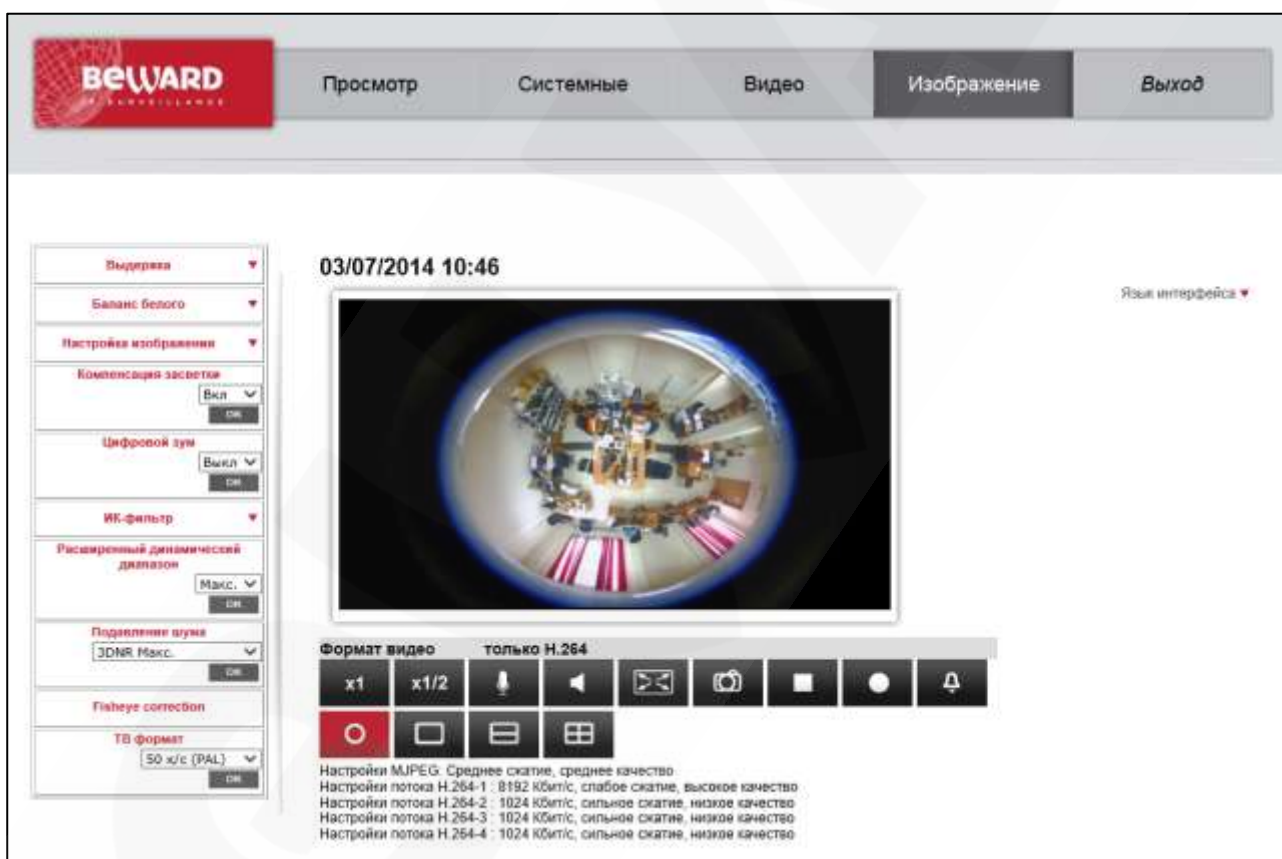 BEWARD
Просмотр
Системные
Видео
Изображение
Выход
Выдержка
Баланс белого
Настройка изображения
Компенсация засветки
Вкл
OK
Цифровой зум
Выкл
OK
ИК-фильтр
Расширенный динамический
диапазон
Макс.
OK
Подавление шума
3DNR Макс.
OK
Fisheye correction
ТВ формат
50 к/с (PAL)
OK
03/07/2014 10:46
Язык интерфейса
Формат видео только H.264
x1 x1/2
Настройки MJPEG: Среднее сжатие, среднее качество
Настройки потока H.264-1 : 8192 Кбит/с, слабое сжатие, высокое качество
Настройки потока H.264-2 : 1024 Кбит/с, сильное сжатие, низкое качество
Настройки потока H.264-3 : 1024 Кбит/с, сильное сжатие, низкое качество
Настройки потока H.264-4 : 1024 Кбит/с, сильное сжатие, низкое качество